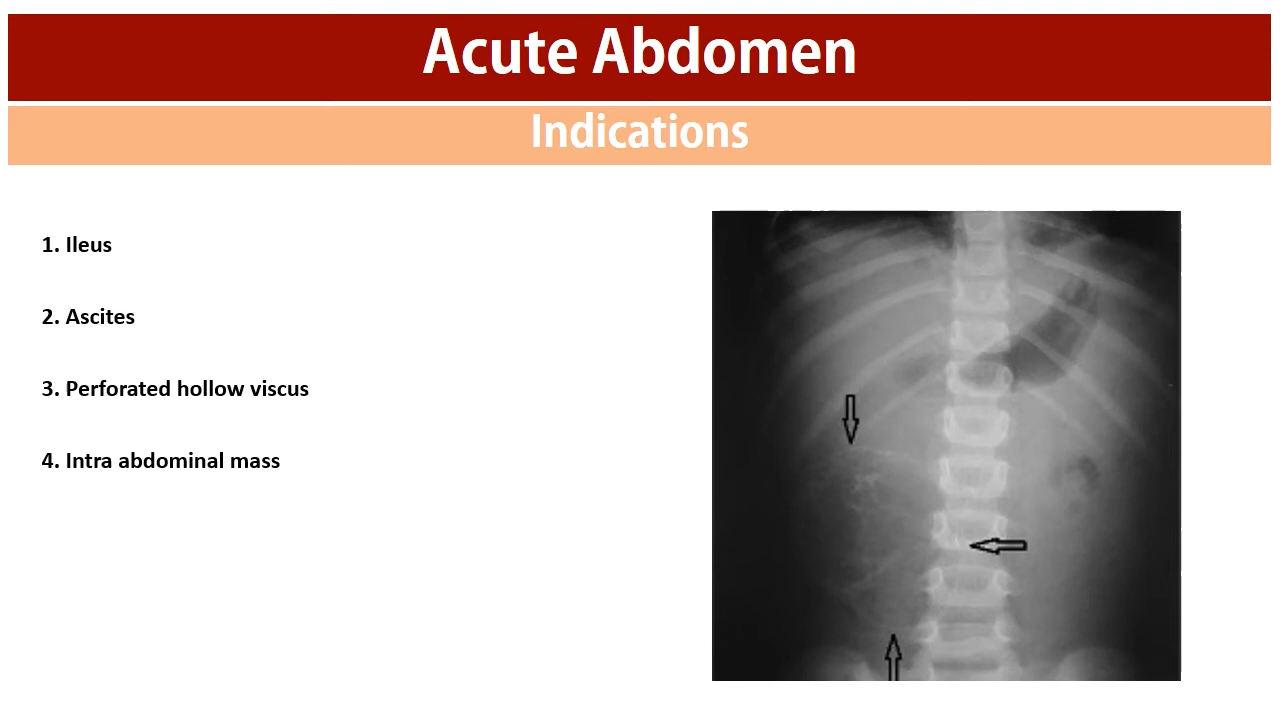 Acute Abdomen
Indications
1. Ileus
2. Ascites
3. Perforated hollow viscus
4. Intra abdominal mass